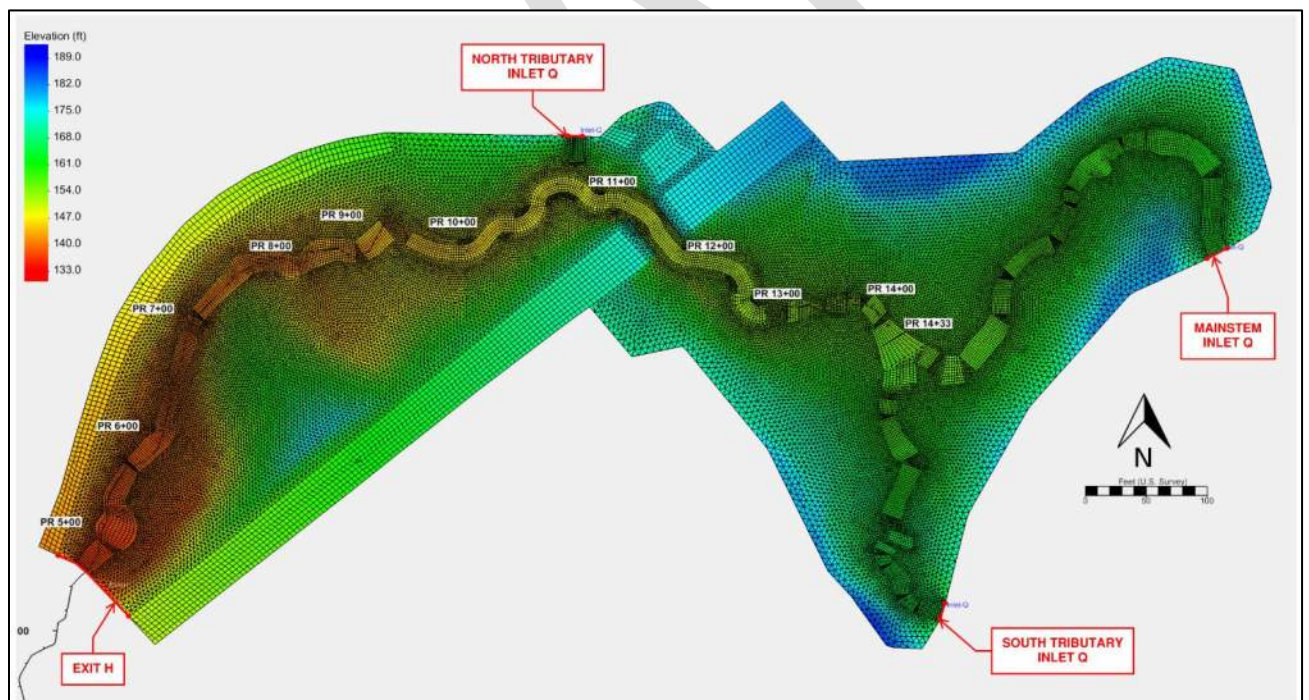 Elevation (ft)
189.0
182.0
175.0
168.0
161.0
154.0
147.0
140.0
133.0
NORTH TRIBUTARY
INLET Q
Inlet-Q
PR 11+00
PR 10+00
PR 9+00
PR 8+00
PR 7+00
PR 6+00
PR 5+00
PR 12+00
PR 13+00
PR 14+00
PR 14+33
MAINSTEM
INLET Q
N
Feet (U.S. Survey)
0 50 100
Inlet-Q
SOUTH TRIBUTARY
INLET Q
00
EXIT H